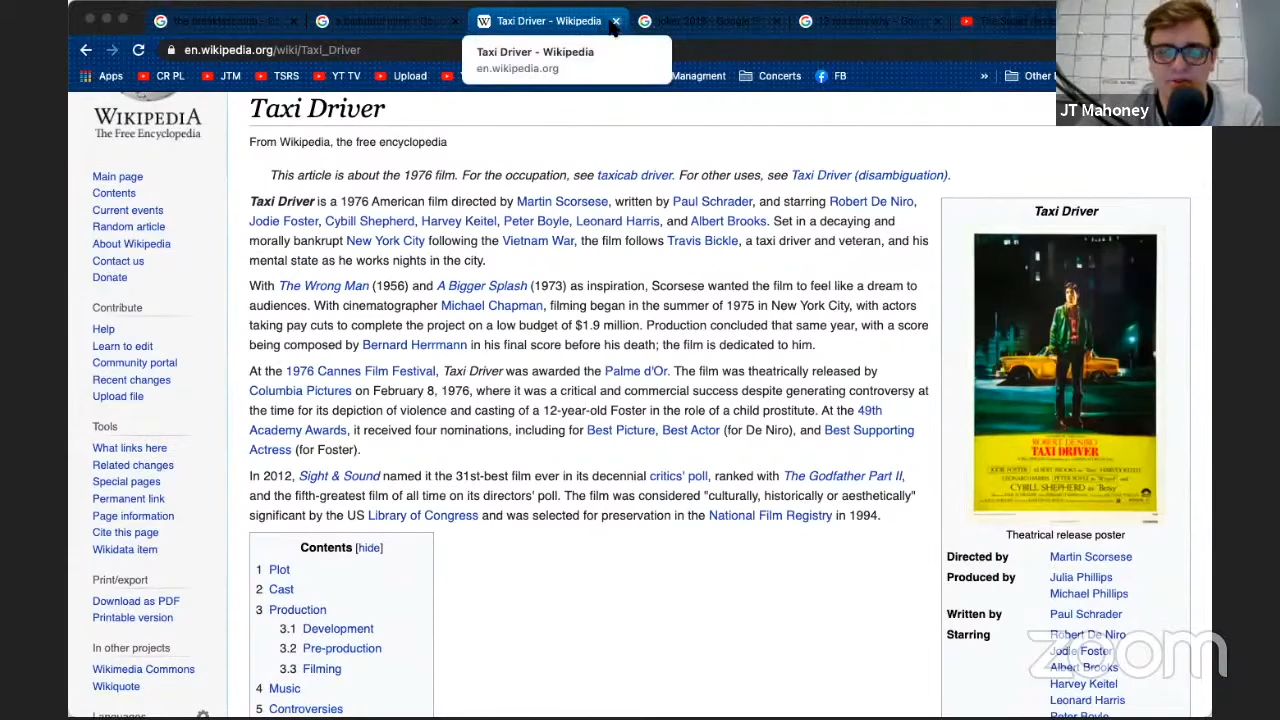 Taxi Driver - Wikipedia
en.wikipedia.org/wiki/Taxi_Driver
Taxi Driver - Wikipedia
en.wikipedia.org
Apps
CR PL
JTM
TSRS
YT TV
Upload
Managment
Concerts
FB
»
JT Mahoney
WIKIPEDIA
The Free Encyclopedia
Main page
Contents
Current events
Random article
About Wikipedia
Contact us
Donate
Contribute
Help
Learn to edit
Community portal
Recent changes
Upload file
Tools
What links here
Related changes
Special pages
Permanent link
Page information
Cite this page
Wikidata item
Print/export
Download as PDF
Printable version
In other projects
Wikimedia Commons
Wikiquote
Languages
Taxi Driver
From Wikipedia, the free encyclopedia
This article is about the 1976 film. For the occupation, see taxicab driver. For other uses, see Taxi Driver (disambiguation).
Taxi Driver is a 1976 American film directed by Martin Scorsese, written by Paul Schrader, and starring Robert De Niro,
Jodie Foster, Cybill Shepherd, Harvey Keitel, Peter Boyle, Leonard Harris, and Albert Brooks. Set in a decaying and
morally bankrupt New York City following the Vietnam War, the film follows Travis Bickle, a taxi driver and veteran, and his
mental state as he works nights in the city.
With The Wrong Man (1956) and A Bigger Splash (1973) as inspiration, Scorsese wanted the film to feel like a dream to
audiences. With cinematographer Michael Chapman, filming began in the summer of 1975 in New York City, with actors
taking pay cuts to complete the project on a low budget of $1.9 million. Production concluded that same year, with a score
being composed by Bernard Herrmann in his final score before his death; the film is dedicated to him.
At the 1976 Cannes Film Festival, Taxi Driver was awarded the Palme d'Or. The film was theatrically released by
Columbia Pictures on February 8, 1976, where it was a critical and commercial success despite generating controversy at
the time for its depiction of violence and casting of a 12-year-old Foster in the role of a child prostitute. At the 49th
Academy Awards, it received four nominations, including for Best Picture, Best Actor (for De Niro), and Best Supporting
Actress (for Foster).
In 2012, Sight & Sound named it the 31st-best film ever in its decennial critics' poll, ranked with The Godfather Part II,
and the fifth-greatest film of all time on its directors' poll. The film was considered "culturally, historically or aesthetically"
significant by the US Library of Congress and was selected for preservation in the National Film Registry in 1994.
Contents [hide]
1 Plot
2 Cast
3 Production
3.1 Development
3.2 Pre-production
3.3 Filming
4 Music
5 Controversies
Taxi Driver
ROBERT DE NIRO
TAXI DRIVER
CYBILL SHEPHERD
Theatrical release poster
Directed by Martin Scorsese
Produced by Julia Phillips
Michael Phillips
Written by Paul Schrader
Starring Robert De Niro
Jodie Foster
Albert Brooks
Harvey Keitel
Leonard Harris
Peter Boyle
zoom